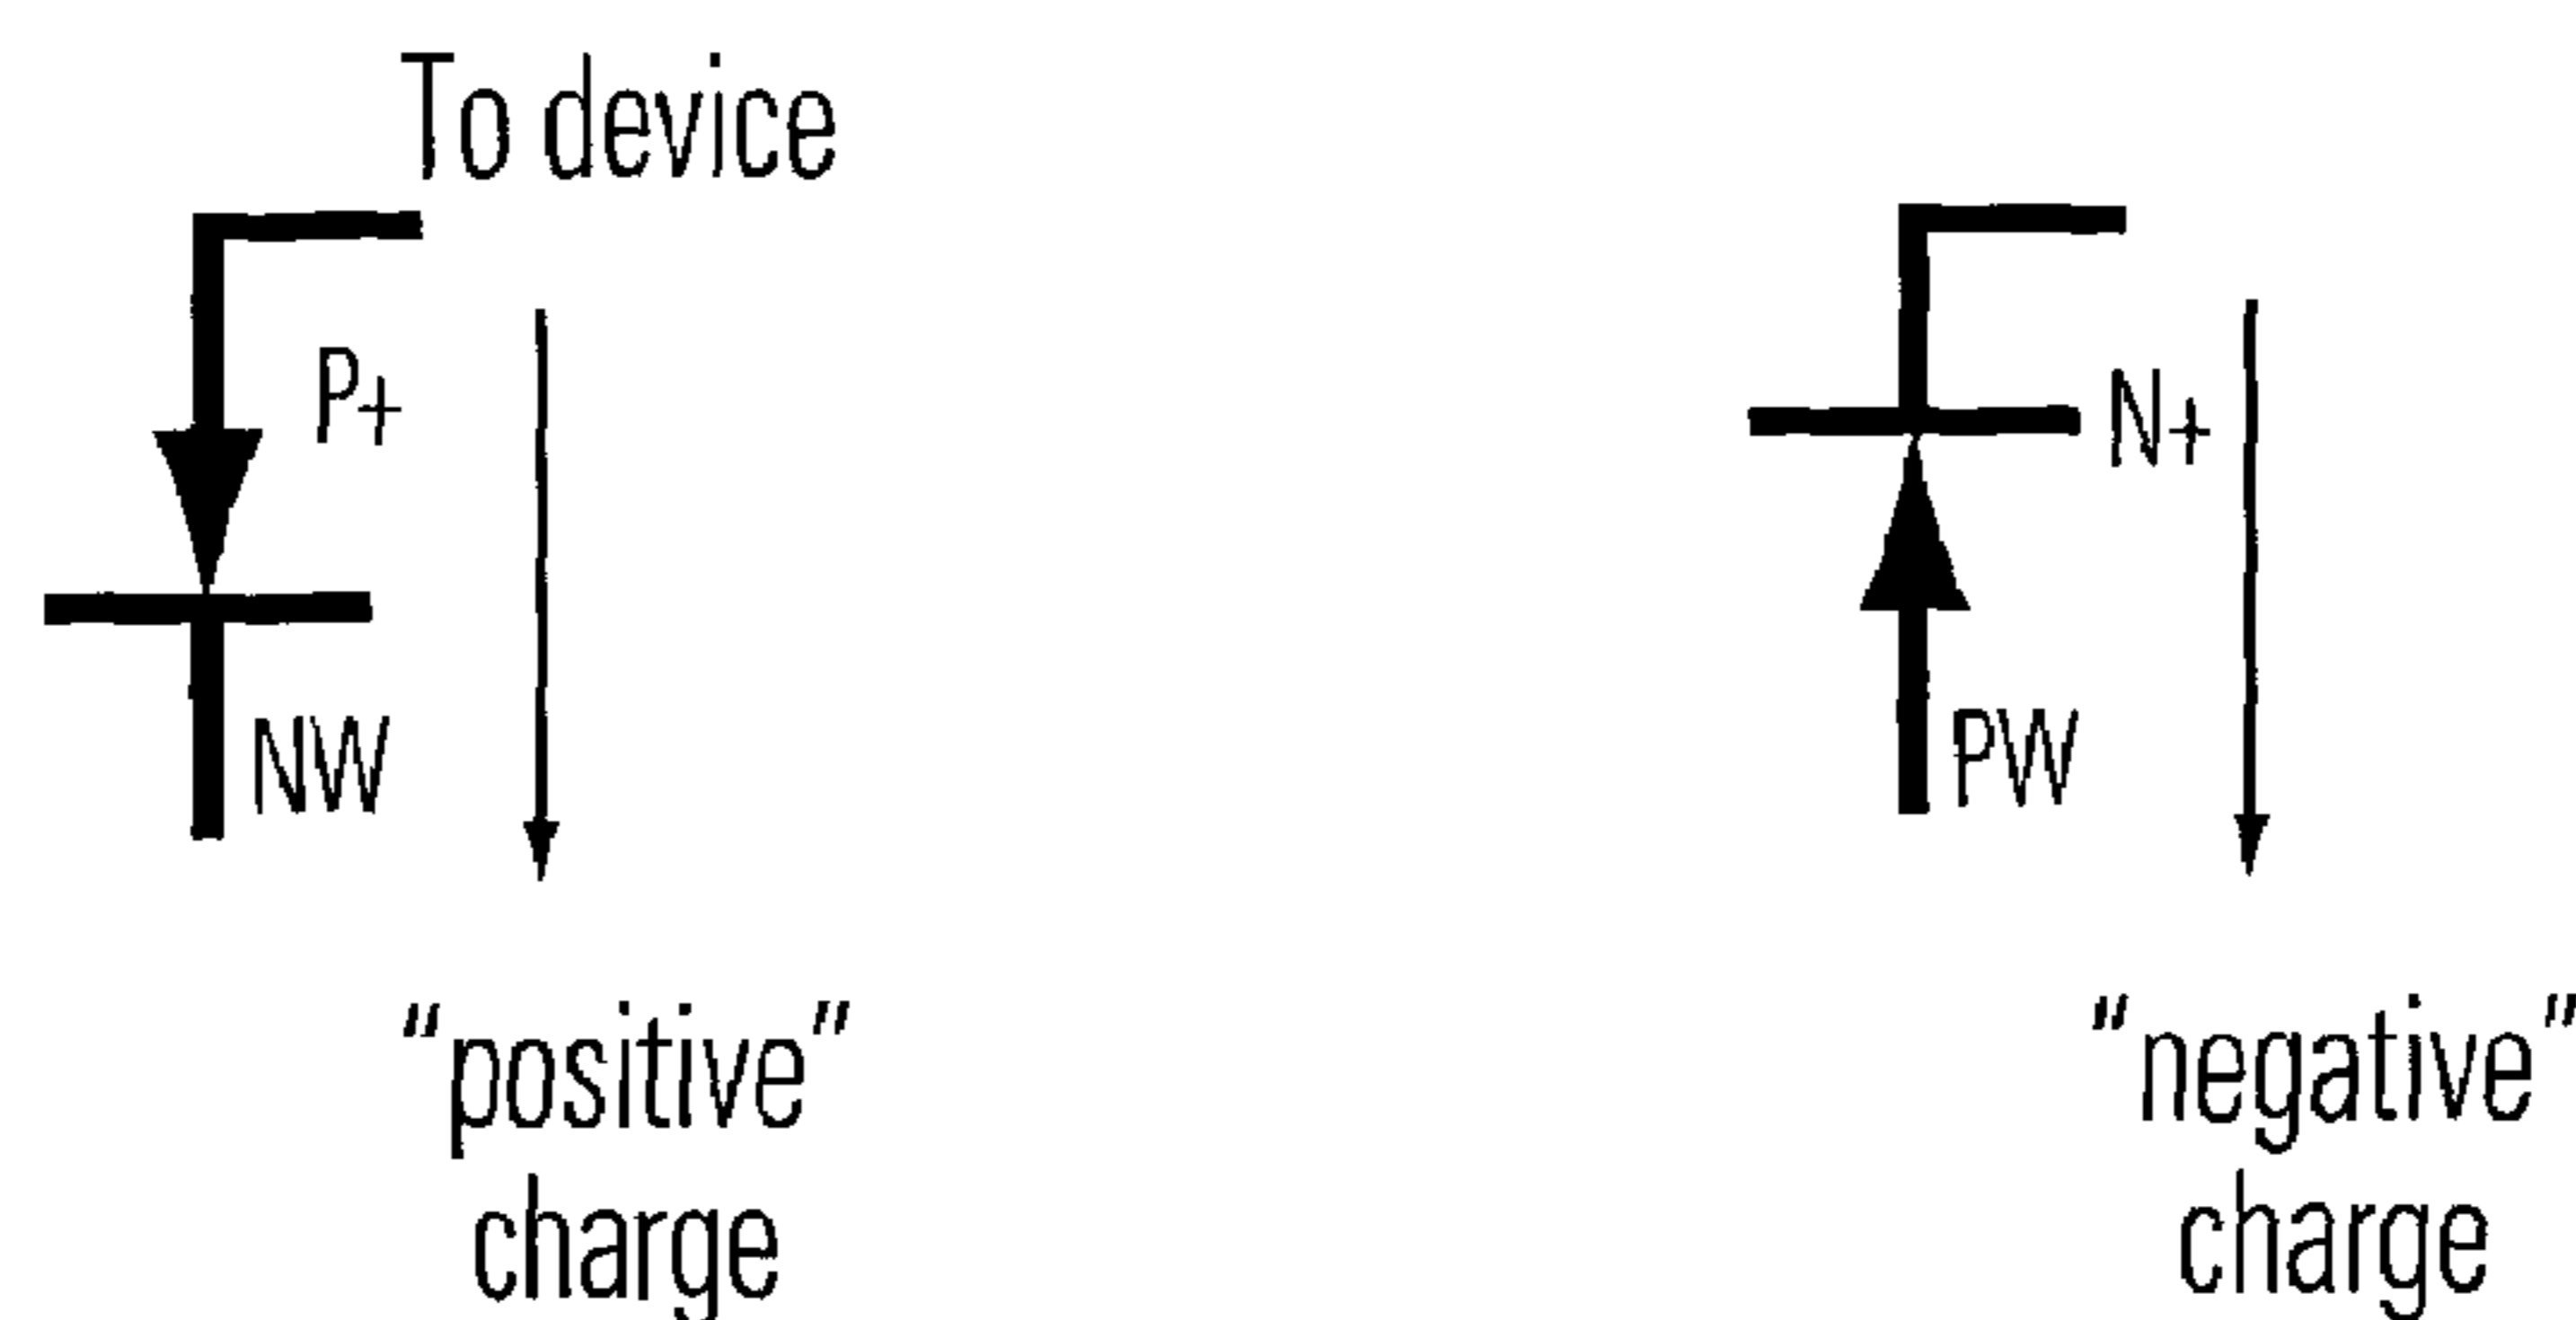 To device
P+
NW
"positive"
charge
N+
PW
"negative"
charge